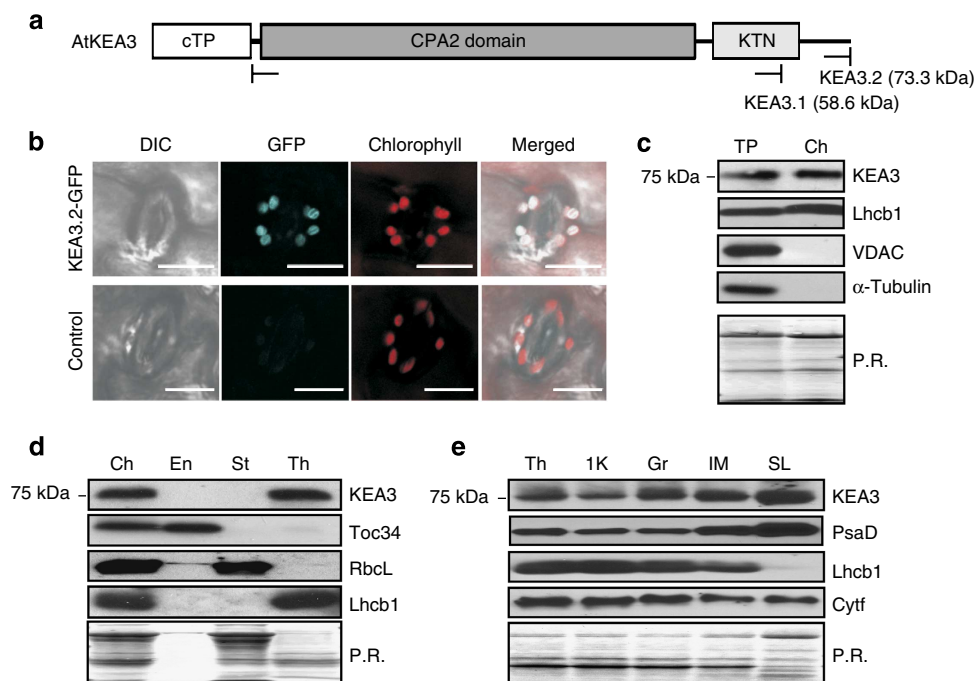 a
AtKEA3
cTP
CPA2 domain
KTN
KEA3.2 (73.3 kDa)
KEA3.1 (58.6 kDa)
b
DIC
GFP
Chlorophyll
Merged
KEA3.2-GFP
Control
c
TP
Ch
75 kDa
KEA3
Lhcb1
VDAC
α-Tubulin
P.R.
d
Ch
En
St
Th
75 kDa
KEA3
Toc34
RbcL
Lhcb1
P.R.
e
Th
1K
Gr
IM
SL
75 kDa
KEA3
PsaD
Lhcb1
Cytf
P.R.